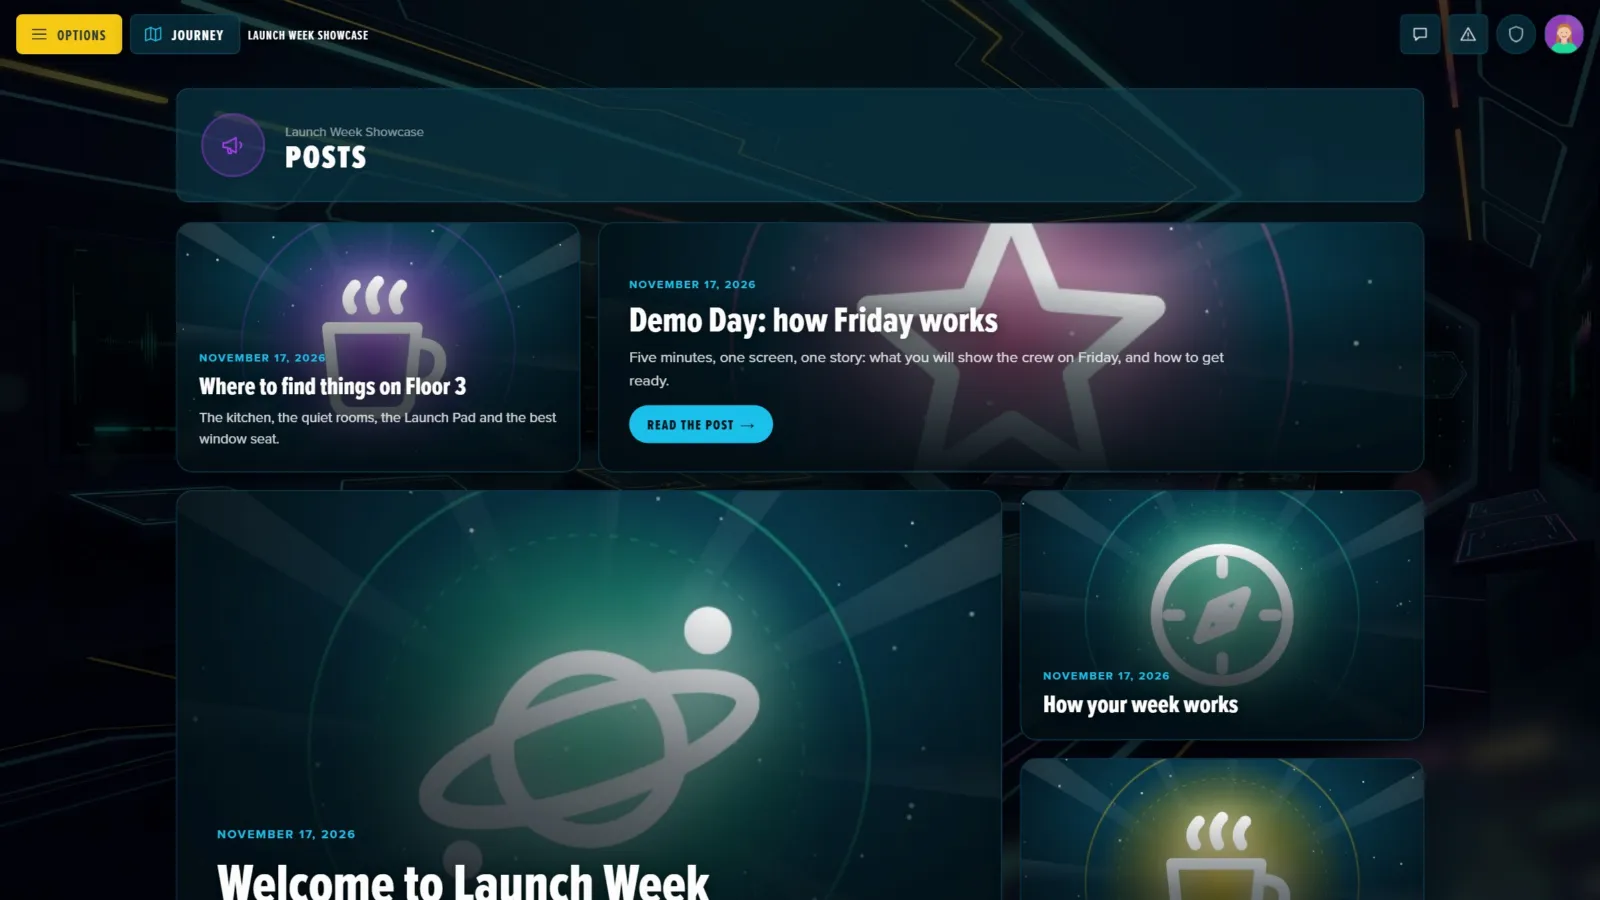 OPTIONS
JOURNEY
LAUNCH WEEK SHOWCASE
Launch Week Showcase
POSTS
NOVEMBER 17, 2026
Where to find things on Floor 3
The kitchen, the quiet rooms, the Launch Pad and the best
window seat.
NOVEMBER 17, 2026
Demo Day: how Friday works
Five minutes, one screen, one story: what you will show the crew on Friday, and how to get
ready.
READ THE POST →
NOVEMBER 17, 2026
Welcome to Launch Week
NOVEMBER 17, 2026
How your week works